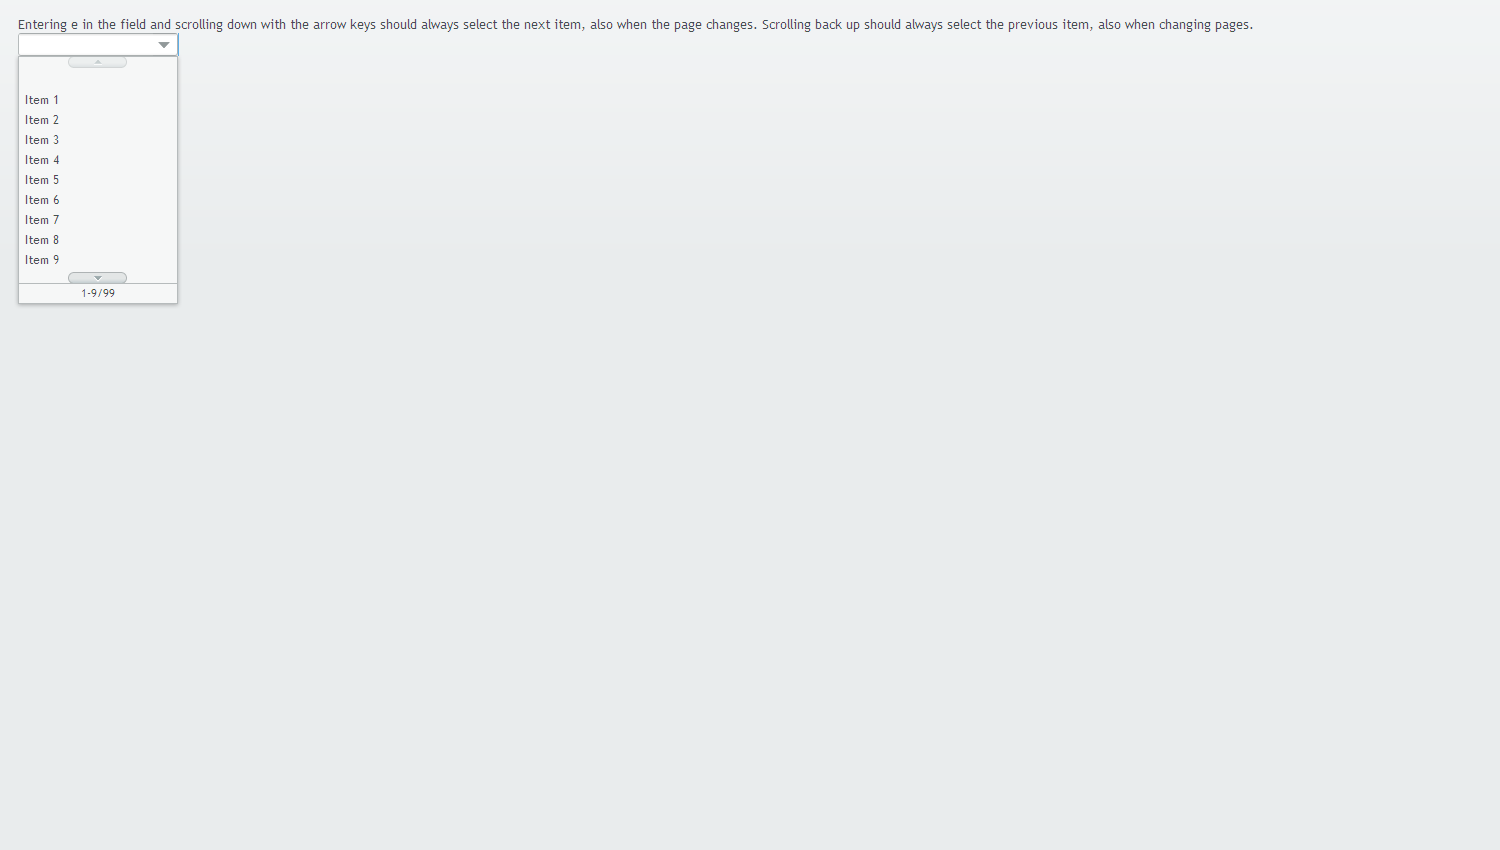 Entering e in the field and scrolling down with the arrow keys should always select the next item, also when the page changes. Scrolling back up should always select the previous item, also when changing pages.
Item 1
Item 2
Item 3
Item 4
Item 5
Item 6
Item 7
Item 8
Item 9
1-9/99